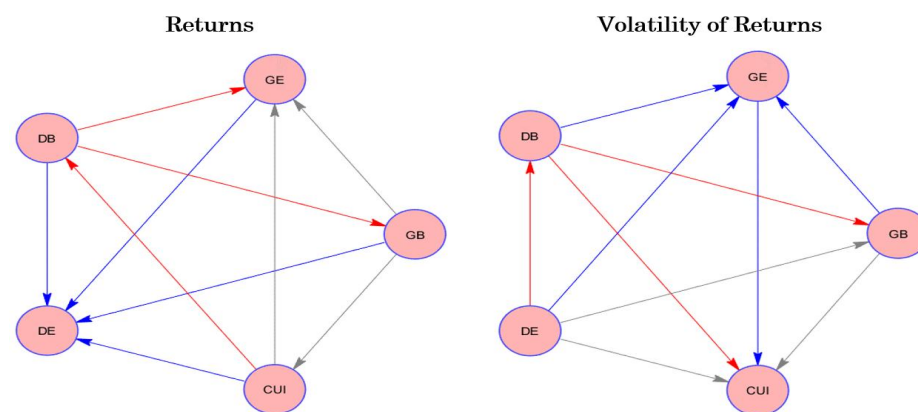 Returns
GE
DB
GB
DE
CUI
Volatility of Returns
GE
DB
GB
DE
CUI